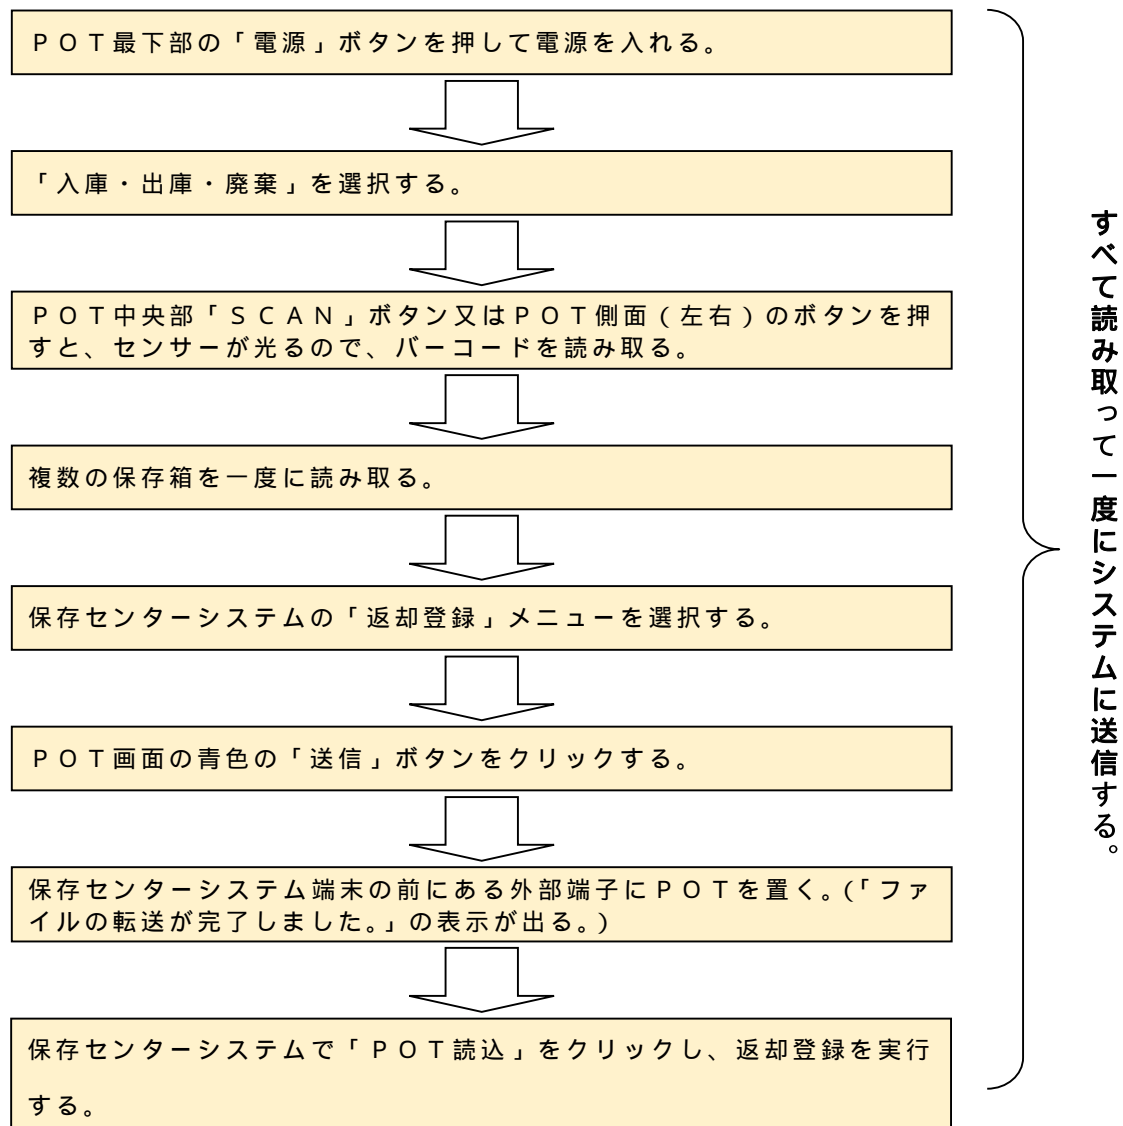 ＰＯＴ最下部の「電源」ボタンを押して電源を入れる。
「入庫・出庫・廃棄」を選択する。
ＰＯＴ中央部「ＳＣＡＮ」ボタン又はＰＯＴ側面（左右）のボタンを押
すと、センサーが光るので、バーコードを読み取る。
複数の保存箱を一度に読み取る。
保存センターシステムの「返却登録」メニューを選択する。
ＰＯＴ画面の青色の「送信」ボタンをクリックする。
保存センターシステム端末の前にある外部端子にＰＯＴを置く。（「ファ
イルの転送が完了しました。」の表示が出る。）
保存センターシステムで「ＰＯＴ読込」をクリックし、返却登録を実行
する。
すべて読み取って一度にシステムに送信する。